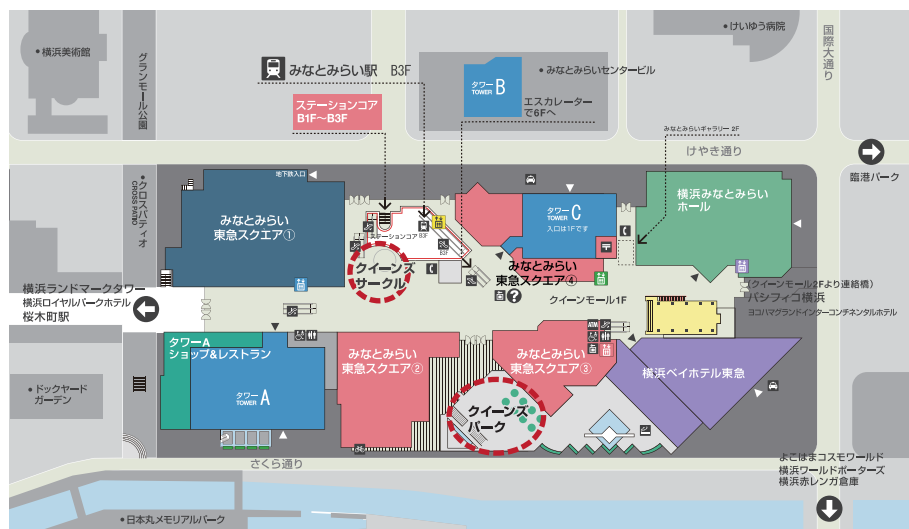 横浜美術館
グランモール公園
みなとみらい駅 B3F
ステーションコア
B1F〜B3F
タワー
TOWER B
みなとみらいセンタービル
エスカレーター
で6Fへ
けいゆう病院
国際大通り
みなとみらいギャラリー 2F
けやき通り
臨港パーク
クロスパティオ
CROSS PATIO
地下鉄入口
みなとみらい
東急スクエア①
ステーションコア B3F
B3F
クイーンズ
サークル
タワー
TOWER C
入口は1Fです
みなとみらい
東急スクエア④
横浜みなとみらい
ホール
クイーンモール1F
(クイーンモール2Fより連絡橋)
パシフィコ横浜
ヨコハマグランドインターコンチネンタルホテル
横浜ランドマークタワー
横浜ロイヤルパークホテル
桜木町駅
タワーA
ショップ&レストラン
タワー
TOWER A
みなとみらい
東急スクエア②
みなとみらい
東急スクエア③
ATM
横浜ベイホテル東急
クイーンズ
パーク
ドックヤード
ガーデン
さくら通り
よこはまコスモワールド
横浜ワールドポーターズ
横浜赤レンガ倉庫
日本丸メモリアルパーク